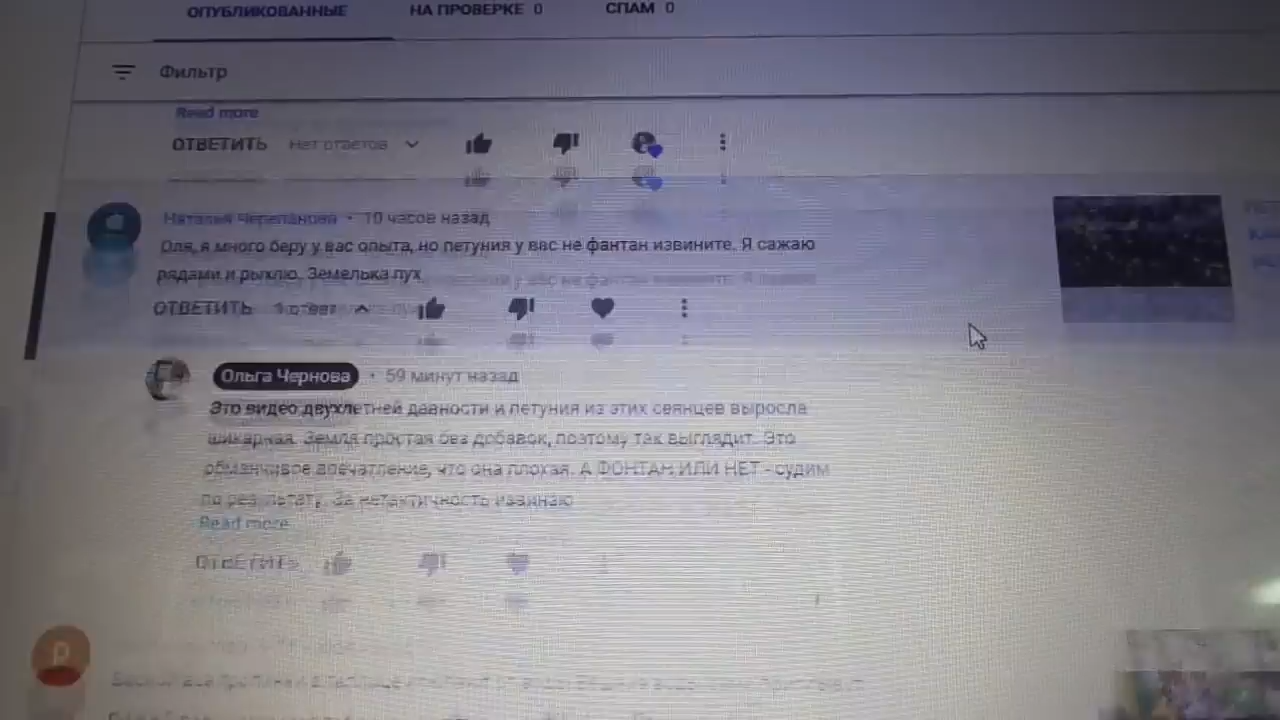 ОПУБЛИКОВАННЫЕ НА ПРОВЕРКЕ 0 СПАМ 0
Фильтр
Read more
ОТВЕТИТЬ Нет ответов
Наталья Черепанова • 10 часов назад
Оля, я много беру у вас опыта, но петуния у вас не фантан извините. Я сажаю
рядами и рыхлю. Земелька пух
ОТВЕТИТЬ 1 ответ
Ольга Чернова • 59 минут назад
Это видео двухлетней давности и петуния из этих сеянцев выросла
шикарная. Земля простая без добавок, поэтому так выглядит. Это
обманчивое впечатление, что она плохая. А ФОНТАН ИЛИ НЕТ - судим
по результату. За нетактичность извиняю
Read more
ОТВЕТИТЬ
P